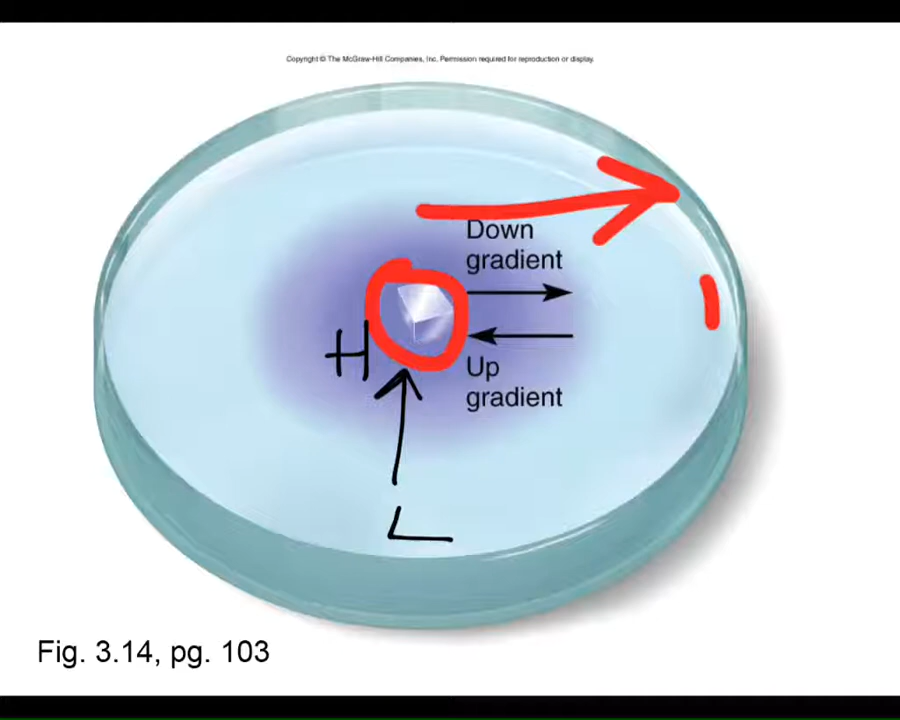 Copyright © The McGraw-Hill Companies, Inc. Permission required for reproduction or display.
Down
gradient
H
Up
gradient
L
Fig. 3.14, pg. 103